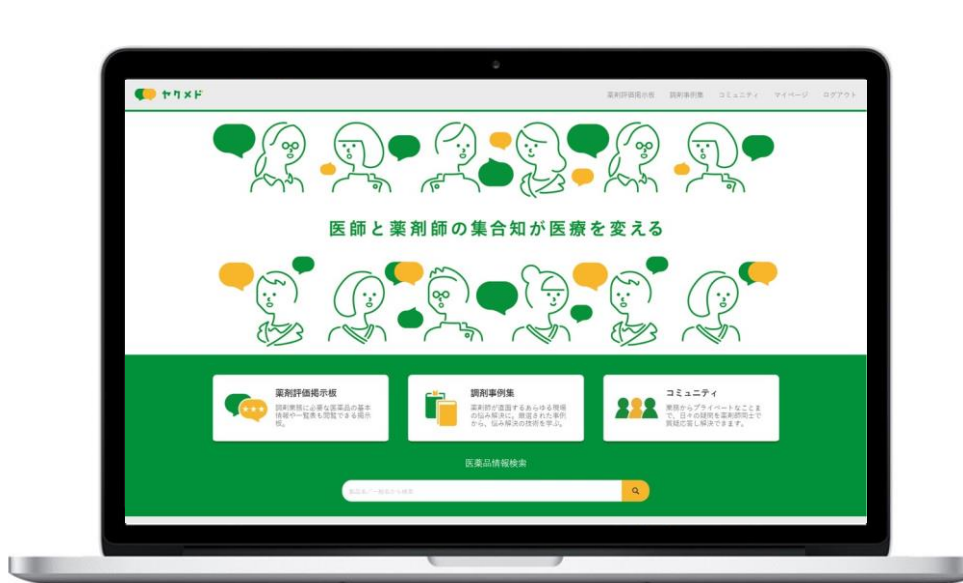 ヤクメド
薬剤評価掲示板 調剤事例集 コミュニティ マイページ ログアウト
医師と薬剤師の集合知が医療を変える
薬剤評価掲示板
調剤業務に必要な医薬品の基本
情報や一覧表も閲覧できる掲示
板。
調剤事例集
薬剤師が直面するあらゆる現場
の悩み解決に。厳選された事例
から、悩み解決の技術を学ぶ。
コミュニティ
業務からプライベートなことま
で、日々の疑問を薬剤師同士で
質疑応答し解決できます。
医薬品情報検索